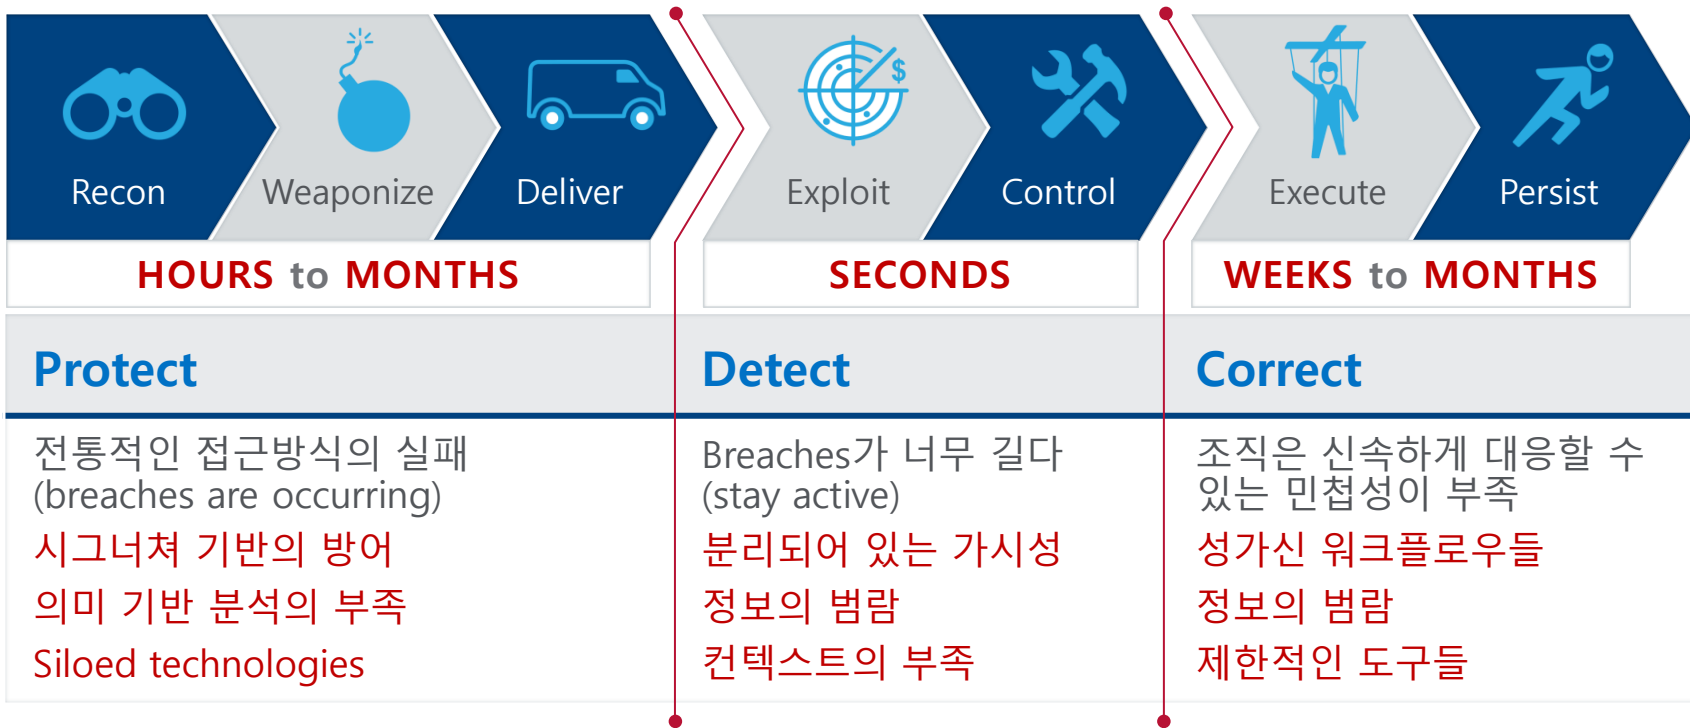 $
Recon
Weaponize
Deliver
Exploit
Control
Execute
Persist
HOURS to MONTHS
SECONDS
WEEKS to MONTHS
Protect
전통적인 접근방식의 실패
(breaches are occurring)
시그너쳐 기반의 방어
의미 기반 분석의 부족
Siloed technologies
Detect
Breaches가 너무 길다
(stay active)
분리되어 있는 가시성
정보의 범람
컨텍스트의 부족
Correct
조직은 신속하게 대응할 수
있는 민첩성이 부족
성가신 워크플로우들
정보의 범람
제한적인 도구들